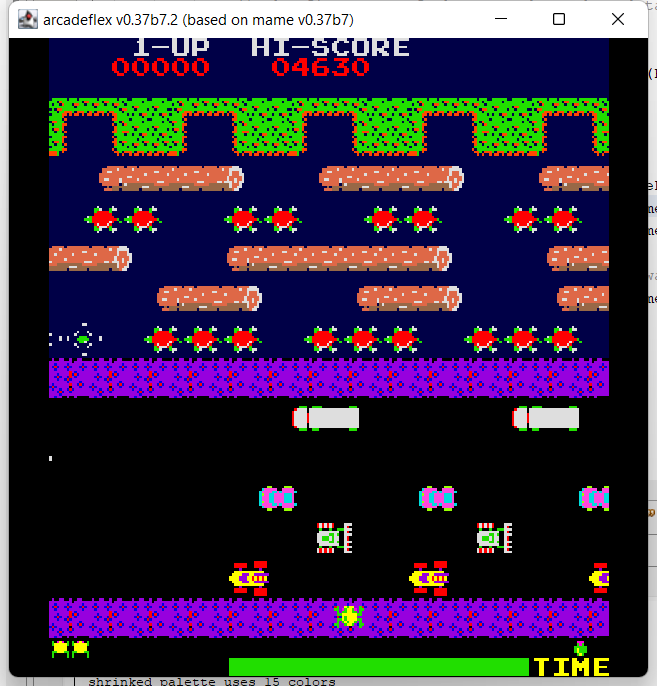 arcadeflex v0.37b7.2 (based on mame v0.37b7)
1-UP HI-SCORE
00000 04630
TIME
shrinked palette uses 15 colors